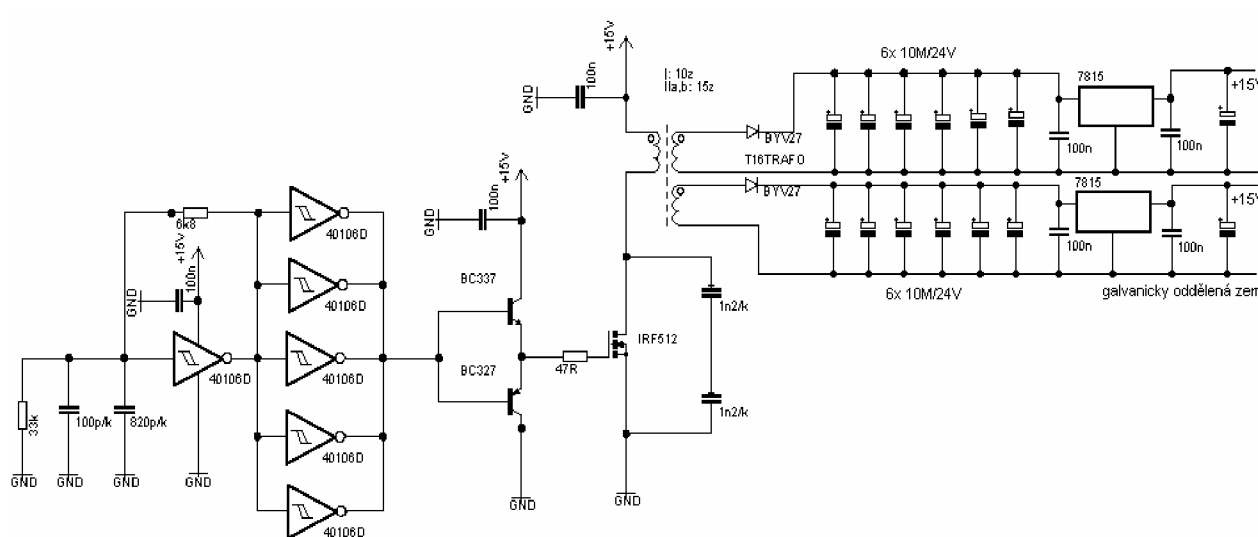 +15V
100n
GND
I: 10z
IIa,b: 15z
6x 10M/24V
7815
+15V
BYV27
100n
100n
T16TRAFO
BYV27
7815
+15V
100n
100n
6x 10M/24V
galvanicky oddělená zem
+15V
100n
GND
6k8
+15V
100n
GND
40106D
40106D
40106D
40106D
40106D
40106D
BC337
BC327
47R
IRF512
1n2/k
1n2/k
33k
100p/k
820p/k
GND
GND
GND
GND
GND
GND